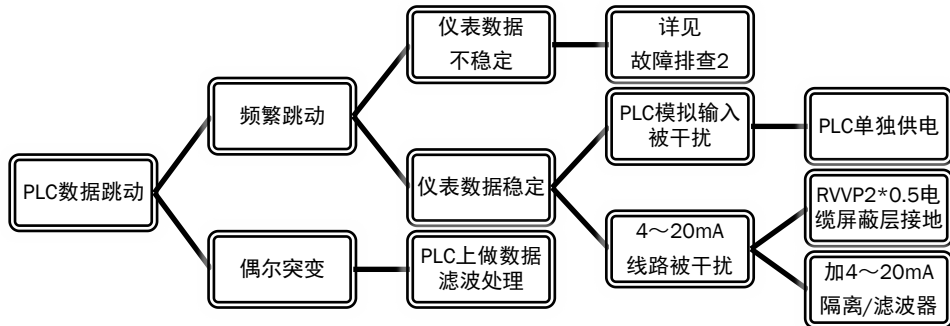 PLC数据跳动
频繁跳动
偶尔突变
仪表数据
不稳定
仪表数据稳定
PLC上做数据
滤波处理
详见
故障排查2
PLC模拟输入
被干扰
4～20mA
线路被干扰
PLC单独供电
RVVP2*0.5电
缆屏蔽层接地
加4～20mA
隔离/滤波器